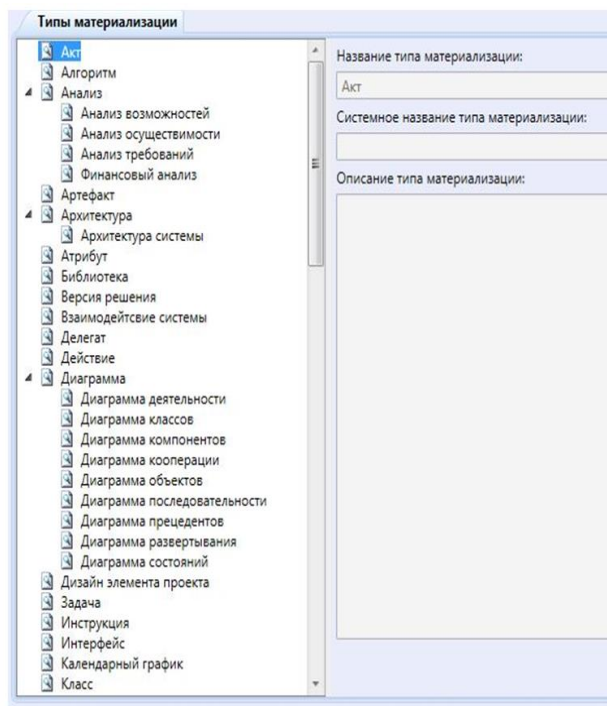 Типы материализации
Акт
Алгоритм
Анализ
Анализ возможностей
Анализ осуществимости
Анализ требований
Финансовый анализ
Артефакт
Архитектура
Архитектура системы
Атрибут
Библиотека
Версия решения
Взаимодейтсвие системы
Делегат
Действие
Диаграмма
Диаграмма деятельности
Диаграмма классов
Диаграмма компонентов
Диаграмма кооперации
Диаграмма объектов
Диаграмма последовательности
Диаграмма прецедентов
Диаграмма развертывания
Диаграмма состояний
Дизайн элемента проекта
Задача
Инструкция
Интерфейс
Календарный график
Класс
Название типа материализации:
Акт
Системное название типа материализации:
Описание типа материализации: